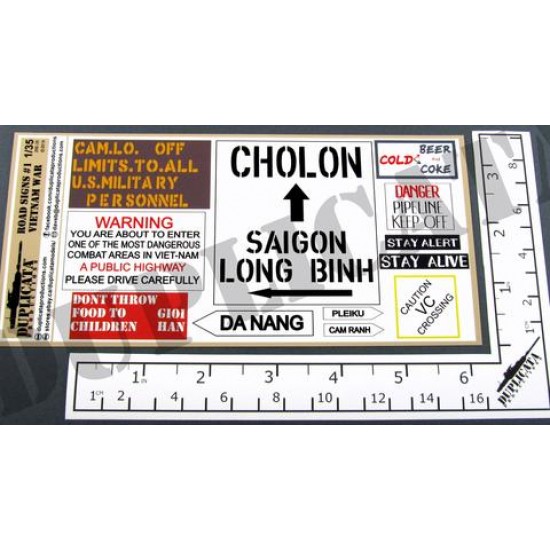 DUPLICATA
ROAD SIGNS #1 1/35
VIETNAM WAR
CAM.LO. OFF
LIMITS.TO.ALL
U.S.MILITARY
PERSONNEL
WARNING
YOU ARE ABOUT TO ENTER
ONE OF THE MOST DANGEROUS
COMBAT AREAS IN VIET-NAM
A PUBLIC HIGHWAY
PLEASE DRIVE CAREFULLY
DONT THROW
FOOD TO GIOI
CHILDREN HAN
CHOLON
SAIGON
LONG BINH
DA NANG
PLEIKU
CAM RANH
BEER
COLD
COKE
DANGER
PIPELINE
KEEP OFF
STAY ALERT
STAY ALIVE
CAUTION
VC
CROSSING
1 IN 2 3 4 5 6
1 CM 2 4 6 8 10 12 14 16
DUPLICATA